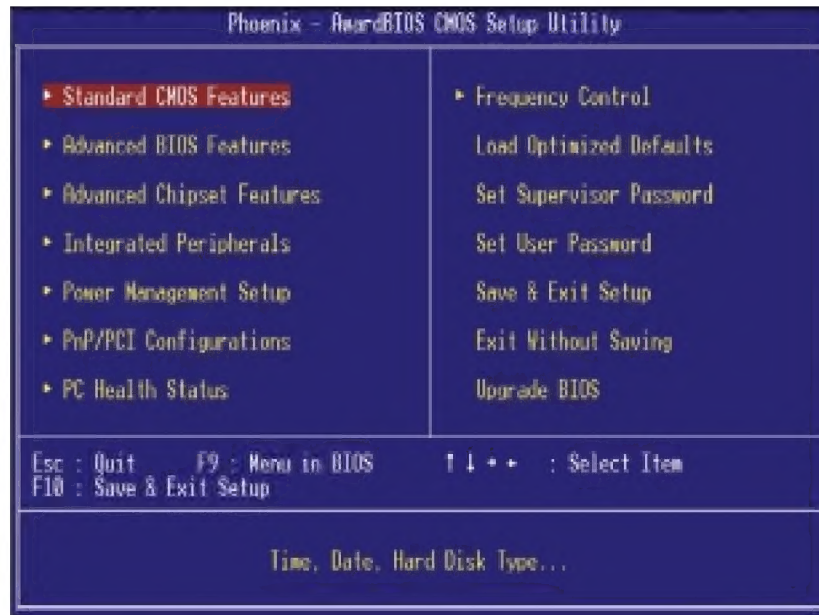 Phoenix - AwardBIOS CMOS Setup Utility
▸ Standard CMOS Features
▸ Advanced BIOS Features
▸ Advanced Chipset Features
▸ Integrated Peripherals
▸ Power Management Setup
▸ PnP/PCI Configurations
▸ PC Health Status
▸ Frequency Control
Load Optimized Defaults
Set Supervisor Password
Set User Password
Save & Exit Setup
Exit Without Saving
Upgrade BIOS
Esc : Quit F9 : Menu in BIOS ↑ ↓ → ← : Select Item
F10 : Save & Exit Setup
Time, Date, Hard Disk Type...